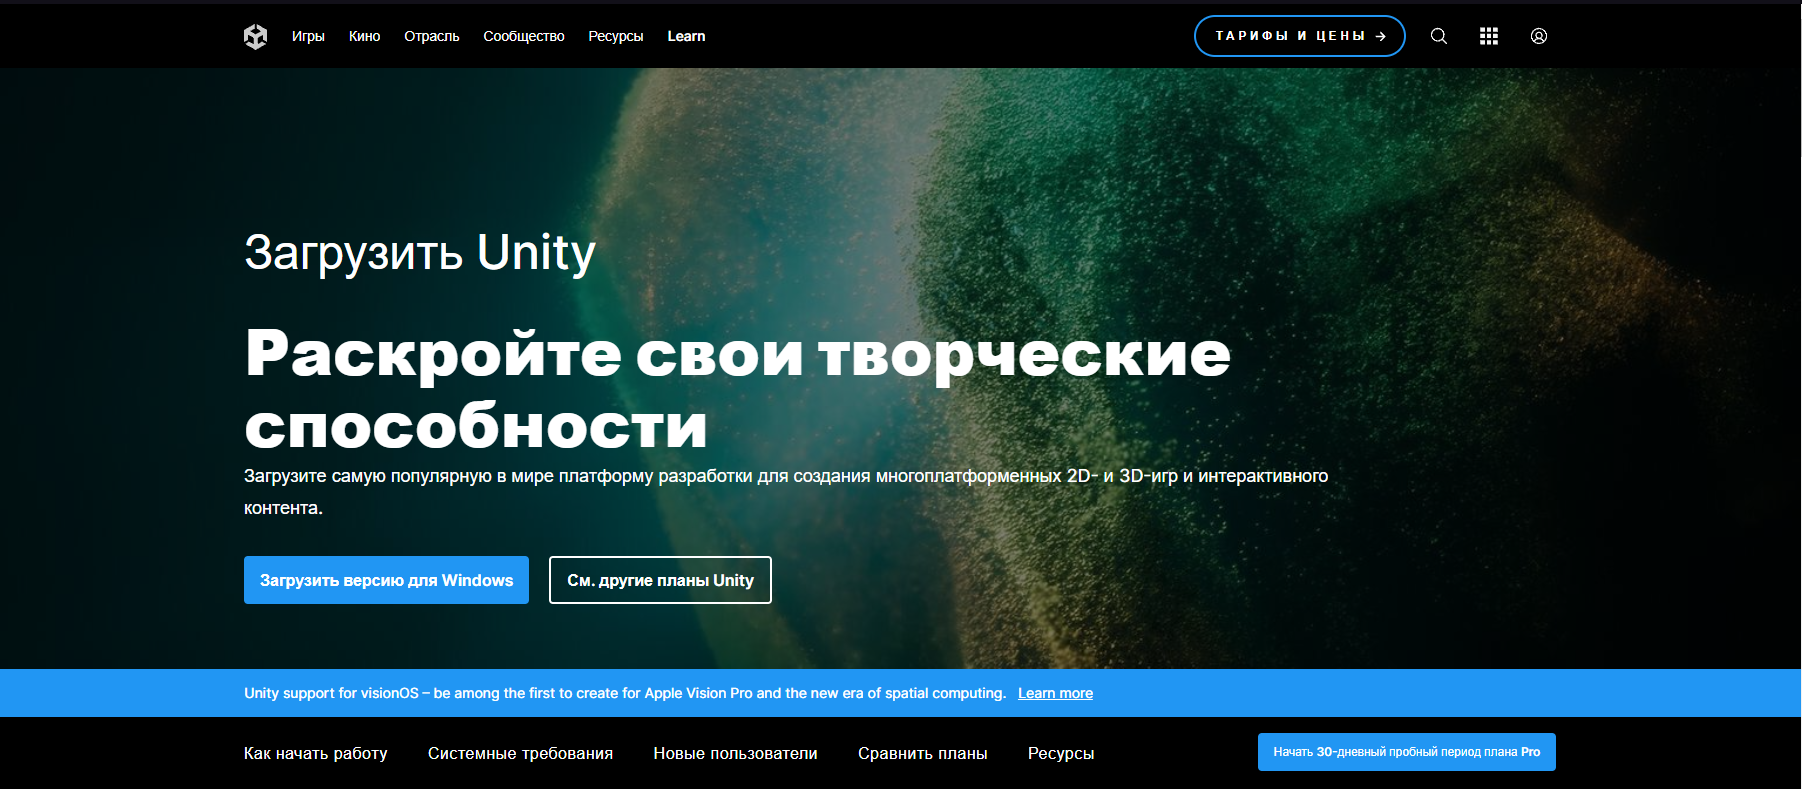 Игры Кино Отрасль Сообщество Ресурсы Learn ТАРИФЫ И ЦЕНЫ →
Загрузить Unity
Раскройте свои творческие
способности
Загрузите самую популярную в мире платформу разработки для создания многоплатформенных 2D- и 3D-игр и интерактивного
контента.
Загрузить версию для Windows См. другие планы Unity
Unity support for visionOS – be among the first to create for Apple Vision Pro and the new era of spatial computing. Learn more
Как начать работу Системные требования Новые пользователи Сравнить планы Ресурсы Начать 30-дневный пробный период плана Pro